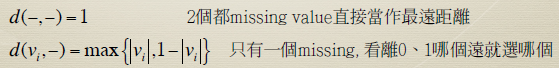 d(−,−) = 1 2個都missing value直接當作最遠距離
d(vᵢ,−) = max{|vᵢ|,1−|vᵢ|} 只有一個missing, 看離0、1哪個遠就選哪個